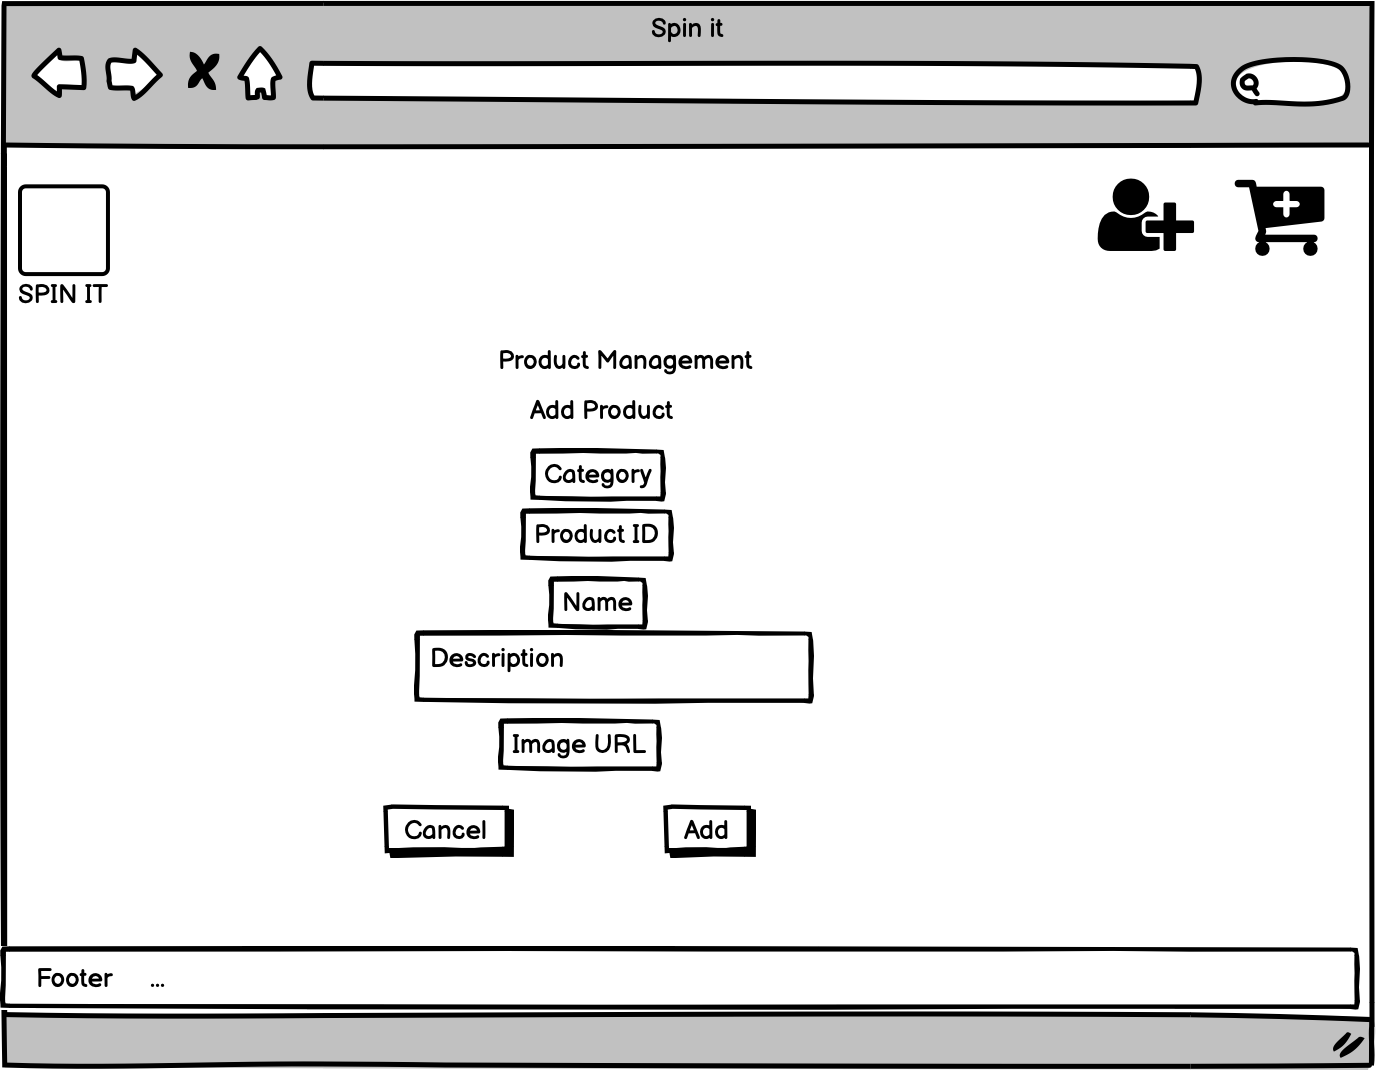 Spin it
SPIN IT
Product Management
Add Product
Category
Product ID
Name
Description
Image URL
Cancel
Add
Footer ...